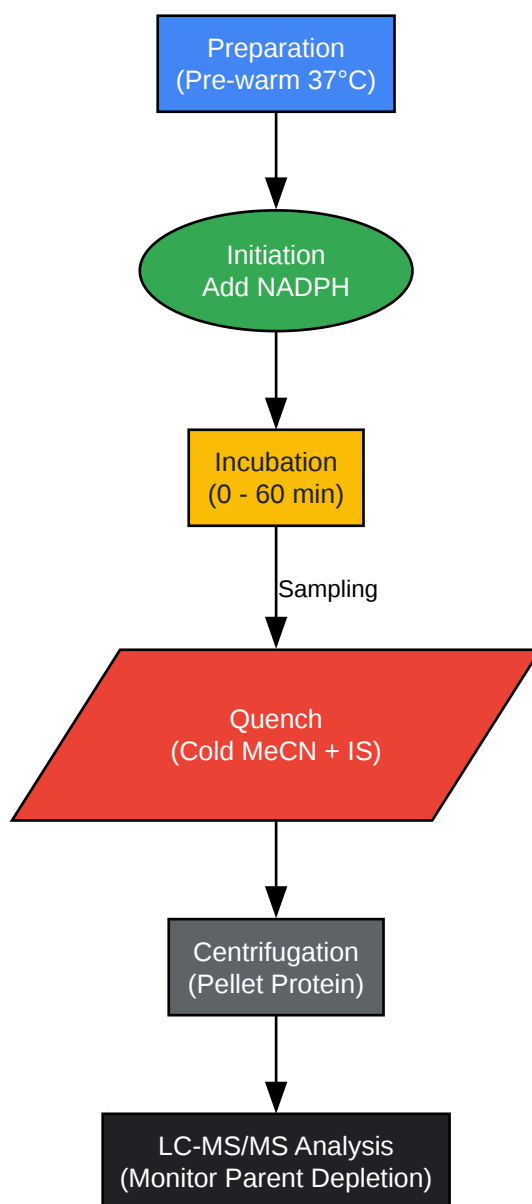 Preparation
(Pre-warm 37°C)
Initiation
Add NADPH
Incubation
(0 - 60 min)
Sampling
Quench
(Cold MeCN + IS)
Centrifugation
(Pellet Protein)
LC-MS/MS Analysis
(Monitor Parent Depletion)